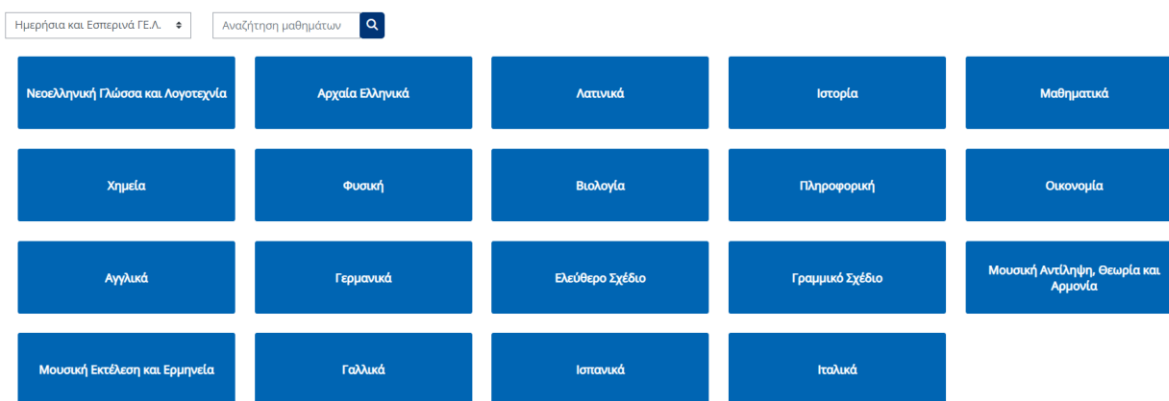 Ημερήσια και Εσπερινά ΓΕ.Λ.
Αναζήτηση μαθημάτων
Νεοελληνική Γλώσσα και Λογοτεχνία
Αρχαία Ελληνικά
Λατινικά
Ιστορία
Μαθηματικά
Χημεία
Φυσική
Βιολογία
Πληροφορική
Οικονομία
Αγγλικά
Γερμανικά
Ελεύθερο Σχέδιο
Γραμμικό Σχέδιο
Μουσική Αντίληψη, Θεωρία και
Αρμονία
Μουσική Εκτέλεση και Ερμηνεία
Γαλλικά
Ισπανικά
Ιταλικά